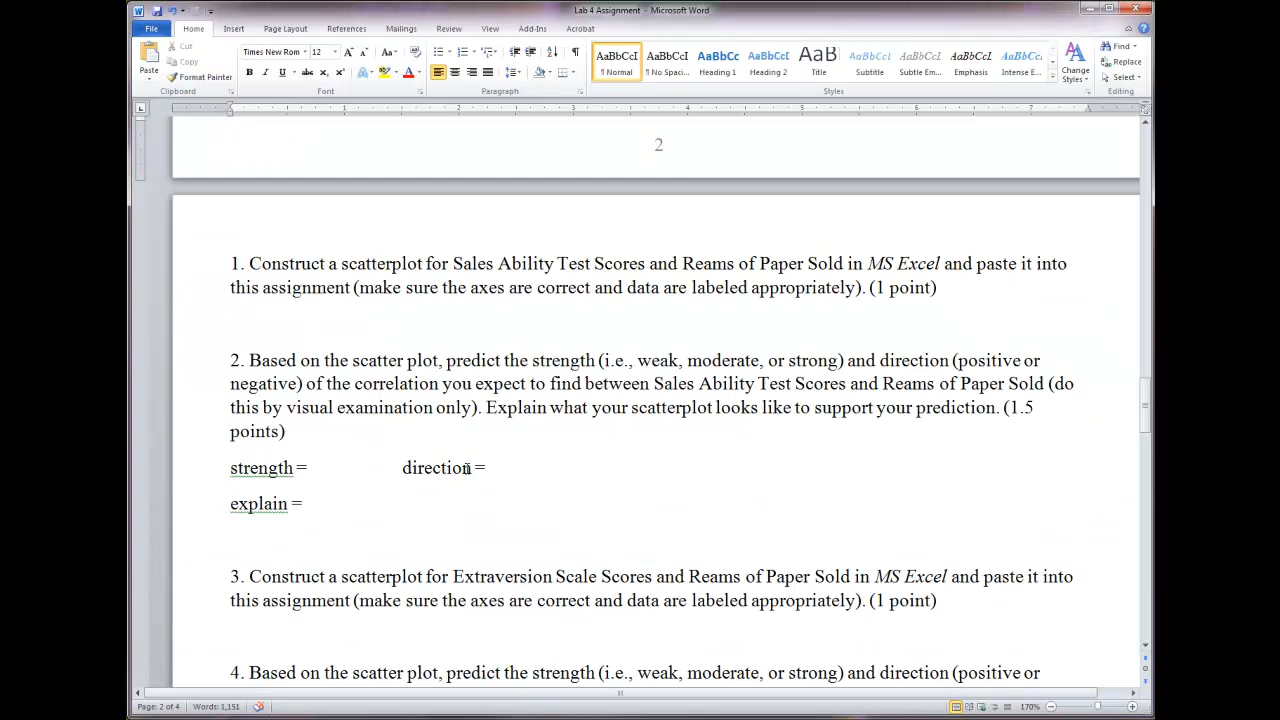 Lab 4 Assignment - Microsoft Word
File Home Insert Page Layout References Mailings Review View Add-Ins Acrobat
Paste Cut Copy Format Painter
Times New Rom 12
AaBbCcI AaBbCcI AaBbCc AaBbCcI AaB AaBbCcI AaBbCcI AaBbCcI AaBbCcI
¶ Normal ¶ No Spaci... Heading 1 Heading 2 Title Subtitle Subtle Em... Emphasis Intense E...
Change Styles
Find Replace Select
Clipboard Font Paragraph Styles Editing
1 2 3 4 5 6 7
2
1. Construct a scatterplot for Sales Ability Test Scores and Reams of Paper Sold in MS Excel and paste it into
this assignment (make sure the axes are correct and data are labeled appropriately). (1 point)
2. Based on the scatter plot, predict the strength (i.e., weak, moderate, or strong) and direction (positive or
negative) of the correlation you expect to find between Sales Ability Test Scores and Reams of Paper Sold (do
this by visual examination only). Explain what your scatterplot looks like to support your prediction. (1.5
points)
strength = direction =
explain =
3. Construct a scatterplot for Extraversion Scale Scores and Reams of Paper Sold in MS Excel and paste it into
this assignment (make sure the axes are correct and data are labeled appropriately). (1 point)
4. Based on the scatter plot, predict the strength (i.e., weak, moderate, or strong) and direction (positive or
Page: 2 of 4 Words: 1,151 170%